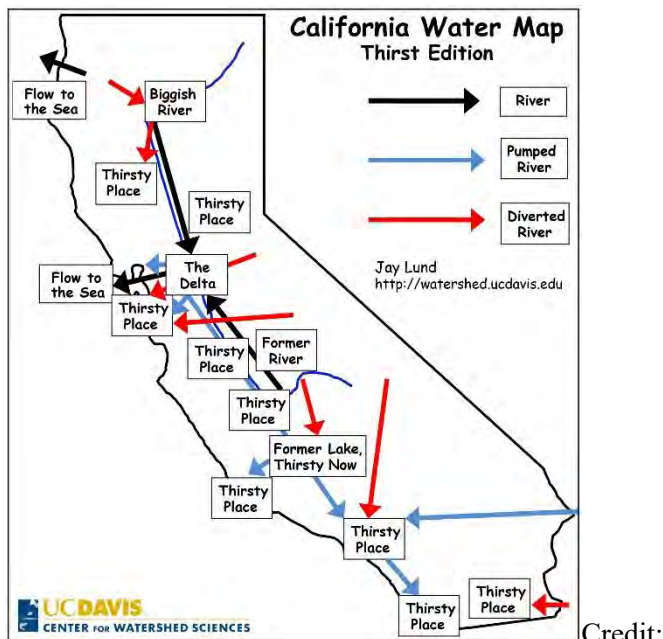 California Water Map
Thirst Edition
Flow to
the Sea
Biggish
River
River
Thirsty
Place
Pumped
River
Thirsty
Place
Diverted
River
The
Delta
Flow to
the Sea
Jay Lund
http://watershed.ucdavis.edu
Thirsty
Place
Thirsty
Place
Former
River
Thirsty
Place
Former Lake,
Thirsty Now
Thirsty
Place
Thirsty
Place
Thirsty
Place
Thirsty
Place
UCDAVIS
CENTER FOR WATERSHED SCIENCES
Credit: